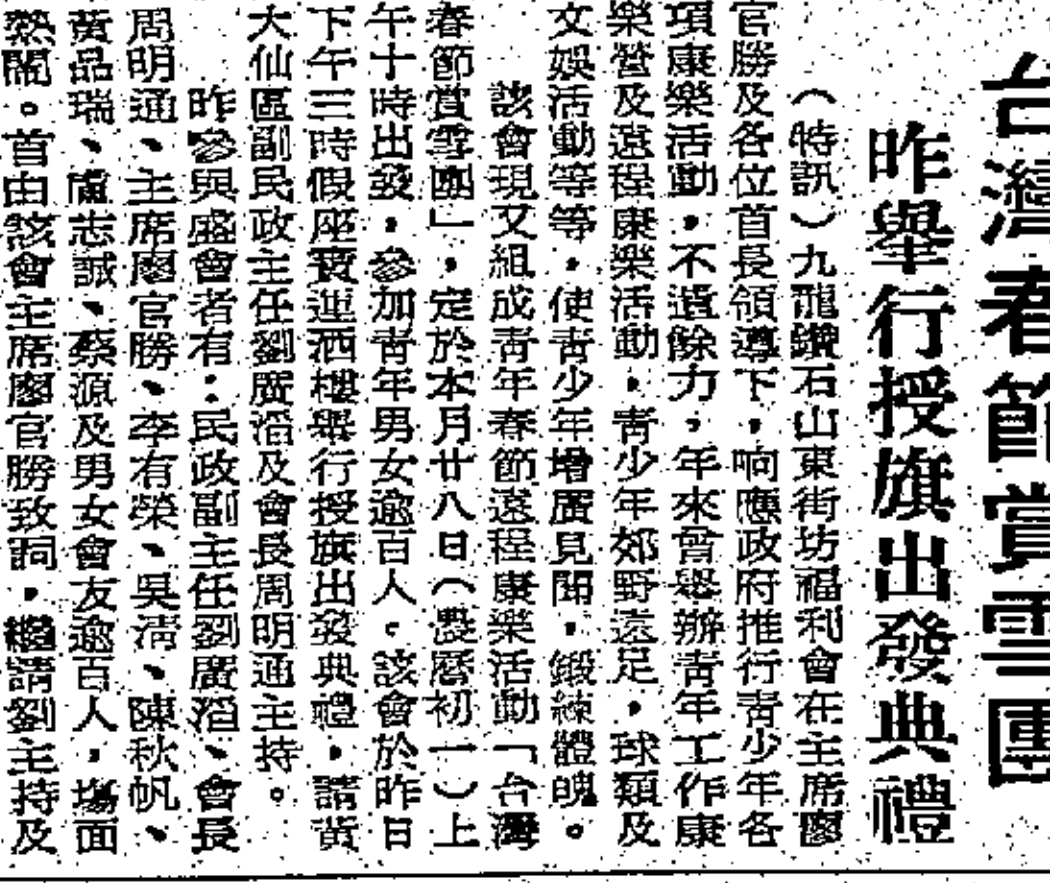 台灣春節賞雪團
昨舉行授旗出發典禮
（特訊）九龍鑽石山東街坊福利會在主席廖
官勝及各位首長領導下，响應政府推行青少年各
項康樂活動，不遺餘力，年來曾舉辦青年工作康
樂營及遠程康樂活動，青少年郊野遠足，球類及
文娛活動等等，使青少年增廣見聞，鍛練體魄。
該會現又組成青年春節遠程康樂活動「台灣
春節賞雪團」，定於本月廿八日（農曆初一）上
午十時出發，參加青年男女逾百人。該會於昨日
下午三時假座寶蓮酒樓舉行授旗出發典禮，請黃
大仙區副民政主任劉廣滔及會長周明通主持。
昨參與盛會者有：民政副主任劉廣滔、會長
周明通、主席廖官勝、李有榮、吳清、陳秋帆、
黃品瑞、盧志誠、蔡源及男女會友逾百人，塲面
熱鬧。首由該會主席廖官勝致詞，繼請劉主持及